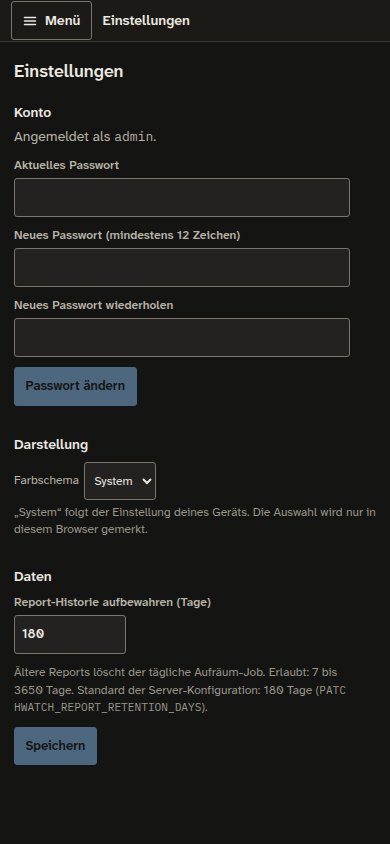 Menü Einstellungen
Einstellungen
Konto
Angemeldet als admin.
Aktuelles Passwort
Neues Passwort (mindestens 12 Zeichen)
Neues Passwort wiederholen
Passwort ändern
Darstellung
Farbschema System
„System“ folgt der Einstellung deines Geräts. Die Auswahl wird nur in
diesem Browser gemerkt.
Daten
Report-Historie aufbewahren (Tage)
180
Ältere Reports löscht der tägliche Aufräum-Job. Erlaubt: 7 bis
3650 Tage. Standard der Server-Konfiguration: 180 Tage (PATC
HWATCH_REPORT_RETENTION_DAYS).
Speichern